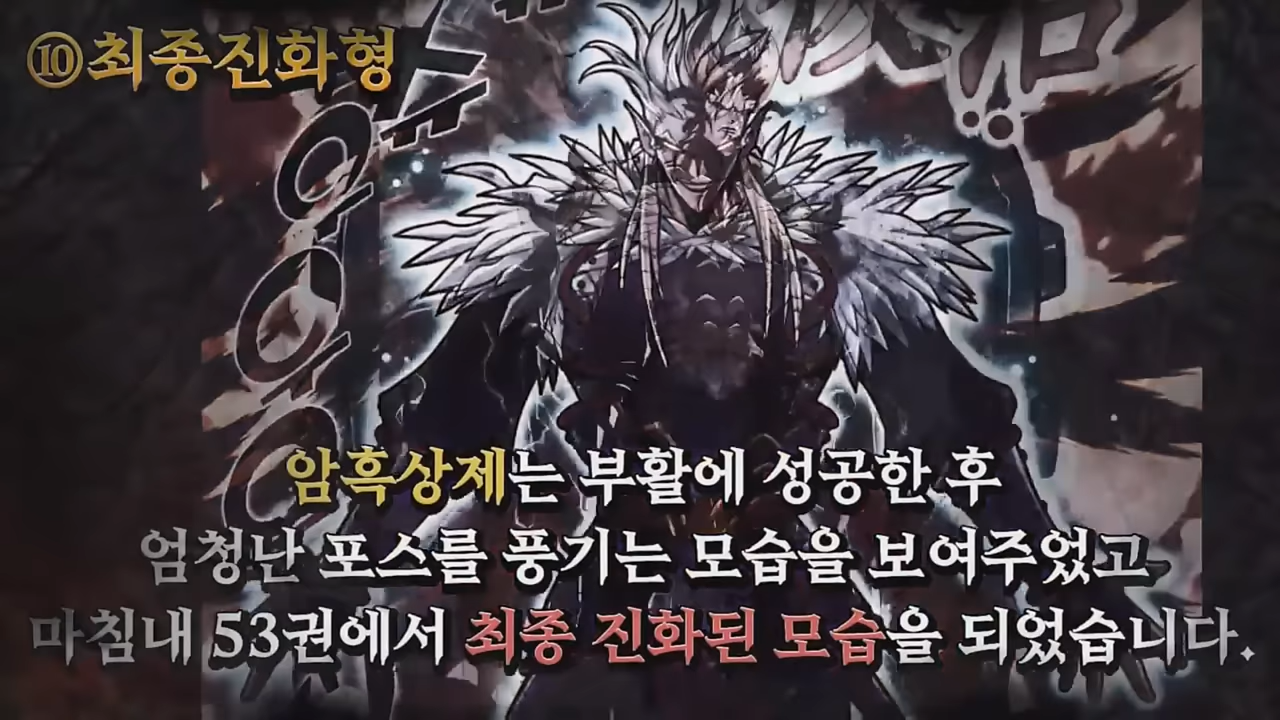 ⑩최종진화형
암흑상제는 부활에 성공한 후
엄청난 포스를 풍기는 모습을 보여주었고
마침내 53권에서 최종 진화된 모습을 되었습니다.